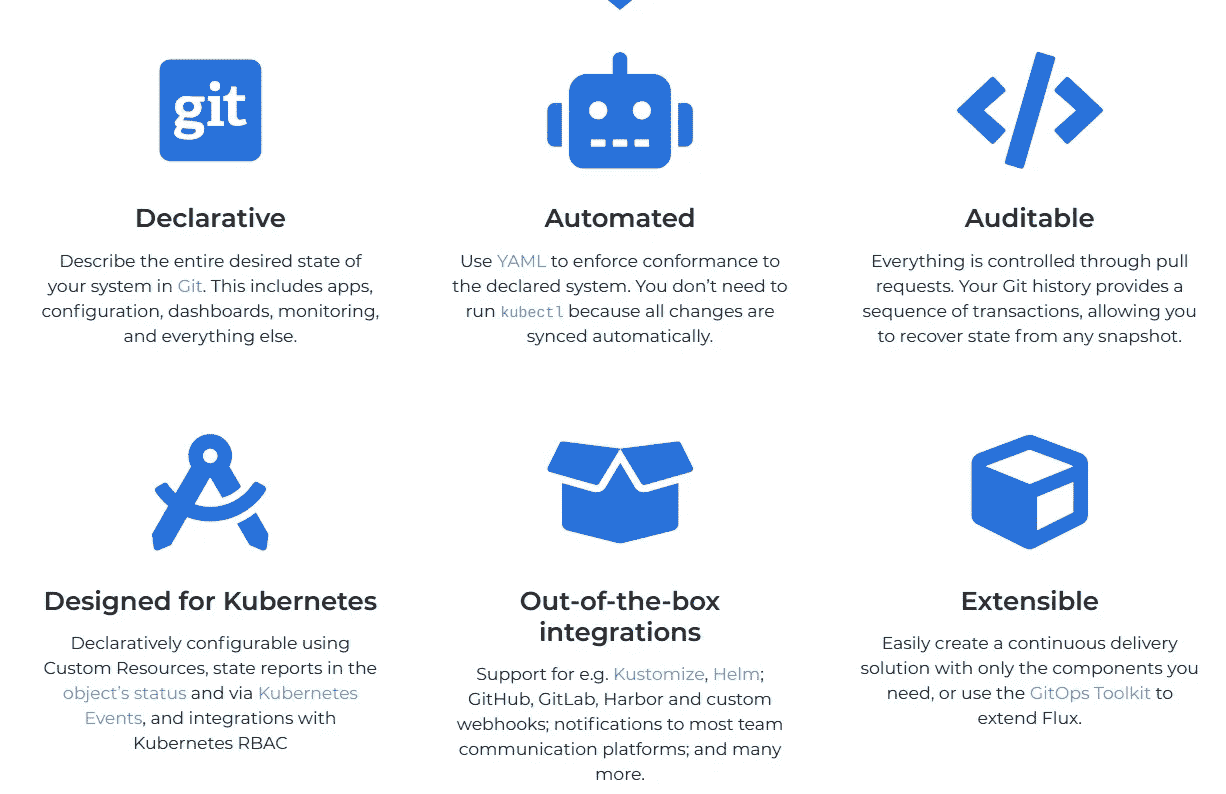 git
Declarative
Describe the entire desired state of
your system in Git. This includes apps,
configuration, dashboards, monitoring,
and everything else.
Automated
Use YAML to enforce conformance to
the declared system. You don’t need to
run kubectl because all changes are
synced automatically.
Auditable
Everything is controlled through pull
requests. Your Git history provides a
sequence of transactions, allowing you
to recover state from any snapshot.
Designed for Kubernetes
Declaratively configurable using
Custom Resources, state reports in the
object’s status and via Kubernetes
Events, and integrations with
Kubernetes RBAC
Out-of-the-box
integrations
Support for e.g. Kustomize, Helm;
GitHub, GitLab, Harbor and custom
webhooks; notifications to most team
communication platforms; and many
more.
Extensible
Easily create a continuous delivery
solution with only the components you
need, or use the GitOps Toolkit to
extend Flux.